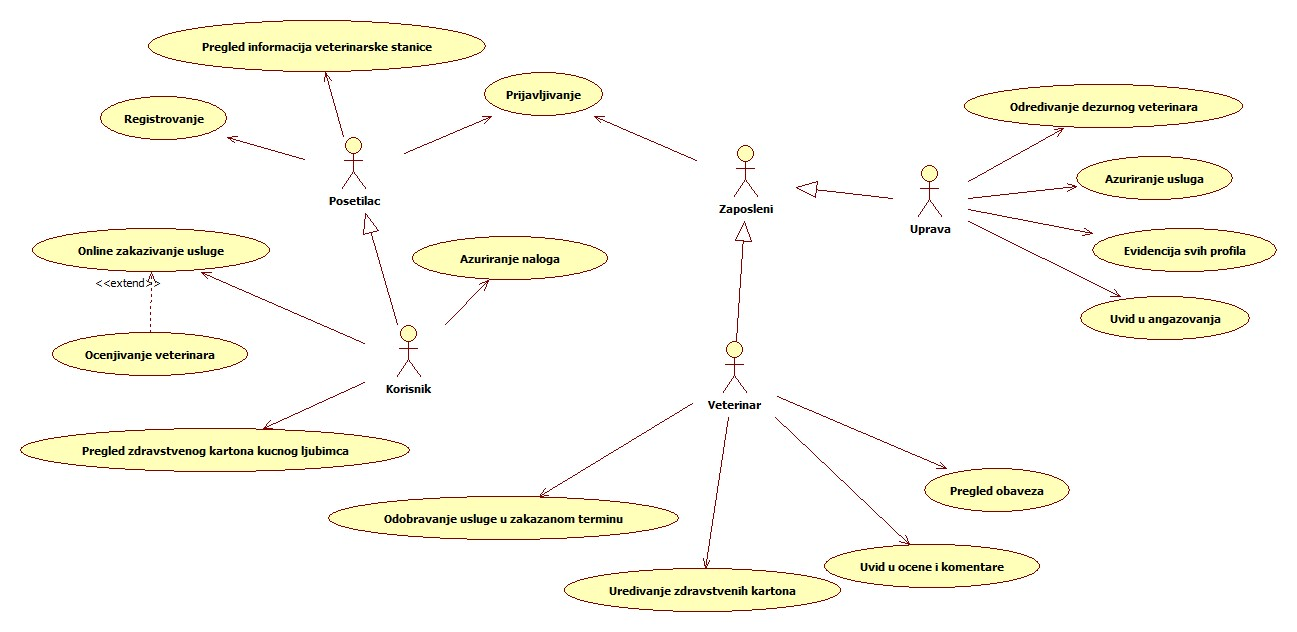 Pregled informacija veterinarske stanice
Prijavljivanje
Registrovanje
Odredivanje dezurnog veterinara
Azuriranje usluga
Posetilac
Zaposleni
Uprava
Online zakazivanje usluge
Azuriranje naloga
Evidencija svih profila
<<extend>>
Uvid u angazovanja
Ocenjivanje veterinara
Korisnik
Veterinar
Pregled zdravstvenog kartona kucnog ljubimca
Pregled obaveza
Odobravanje usluge u zakazanom terminu
Uvid u ocene i komentare
Uredivanje zdravstvenih kartona